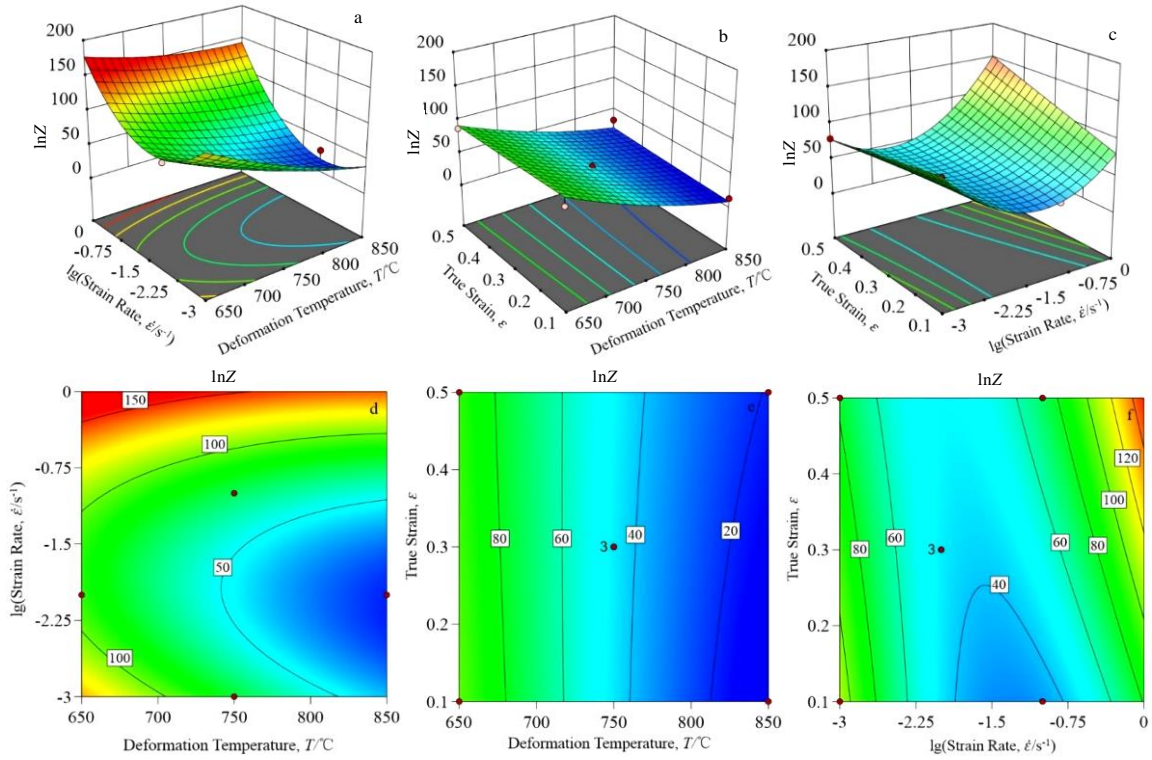 a
200
150
100
50
0
lnZ
0
-0.75
-1.5
-2.25
-3
lg(Strain Rate, ε̇/s⁻¹)
650
700
750
800
850
Deformation Temperature, T/℃
b
200
150
100
50
0
lnZ
0.5
0.4
0.3
0.2
0.1
True Strain, ε
650
700
750
800
850
Deformation Temperature, T/℃
c
200
150
100
50
0
lnZ
0.5
0.4
0.3
0.2
0.1
True Strain, ε
-3
-2.25
-1.5
-0.75
0
lg(Strain Rate, ε̇/s⁻¹)
lnZ
d
0
-0.75
-1.5
-2.25
-3
lg(Strain Rate, ε̇/s⁻¹)
150
100
50
100
650 700 750 800 850
Deformation Temperature, T/℃
lnZ
e
0.5
0.4
0.3
0.2
0.1
True Strain, ε
80 60 3 40 20
650 700 750 800 850
Deformation Temperature, T/℃
lnZ
f
0.5
0.4
0.3
0.2
0.1
True Strain, ε
120
100
80 60 3 60 80
40
-3 -2.25 -1.5 -0.75 0
lg(Strain Rate, ε̇/s⁻¹)